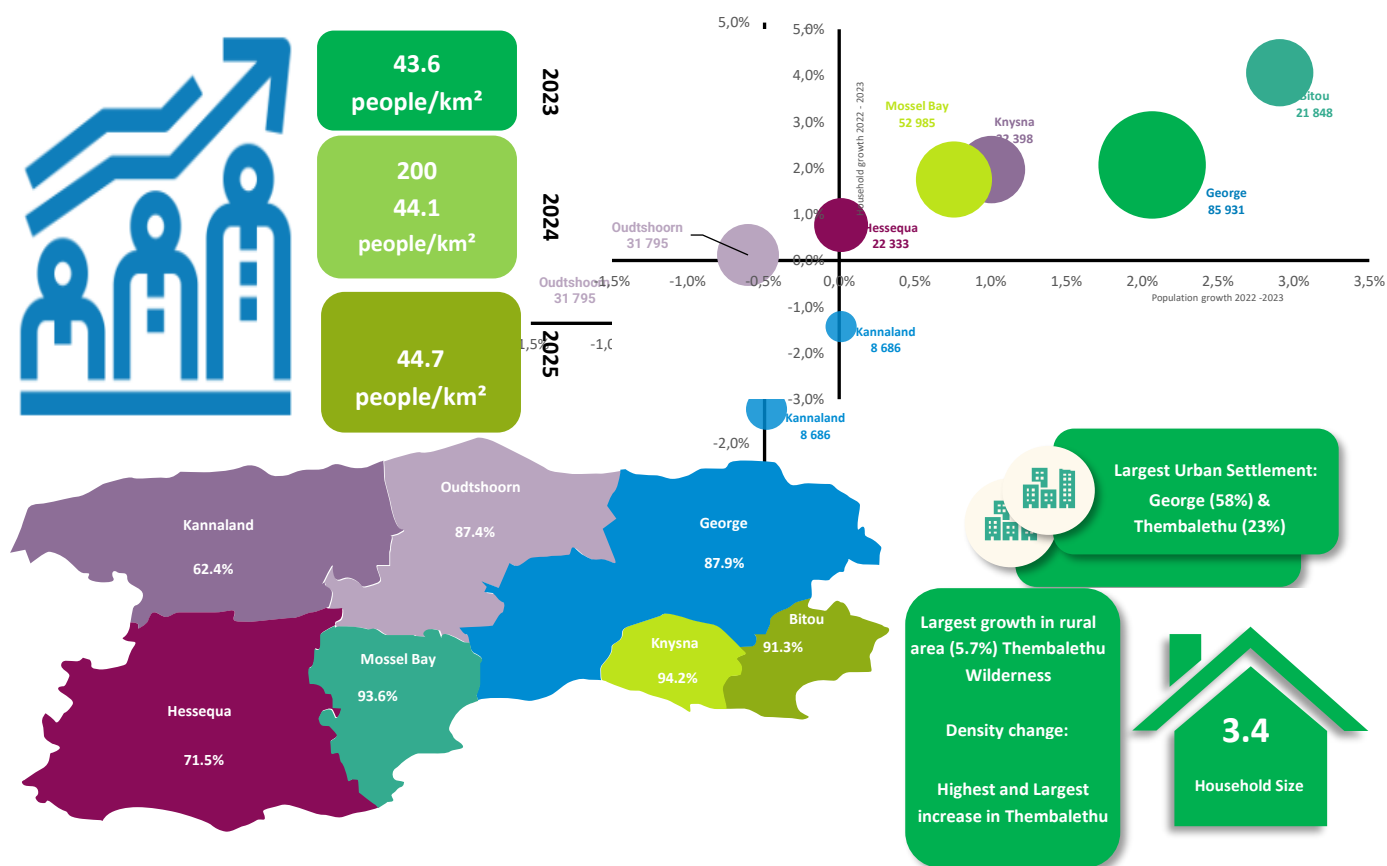 43.6
people/km²
2023
200
44.1
people/km²
2024
44.7
people/km²
2025
5,0%
5,0%
4,0%
3,0%
2,0%
1,0%
0,0%
-1,0%
-2,0%
-3,0%
Household growth 2022 - 2023
Mossel Bay
52 985
Knysna
22 398
Bitou
21 848
George
85 931
Hessequa
22 333
Oudtshoorn
31 795
Kannaland
8 686
-1,5%
-1,0%
-0,5%
0,0%
0,5%
1,0%
1,5%
2,0%
2,5%
3,0%
3,5%
Population growth 2022 -2023
Oudtshoorn
31 795
1,5%
-1,0
Kannaland
8 686
-2,0%
Kannaland
62.4%
Oudtshoorn
87.4%
George
87.9%
Bitou
91.3%
Knysna
94.2%
Mossel Bay
93.6%
Hessequa
71.5%
Largest Urban Settlement:
George (58%) &
Thembalethu (23%)
Largest growth in rural
area (5.7%) Thembalethu
Wilderness
Density change:
Highest and Largest
increase in Thembalethu
3.4
Household Size